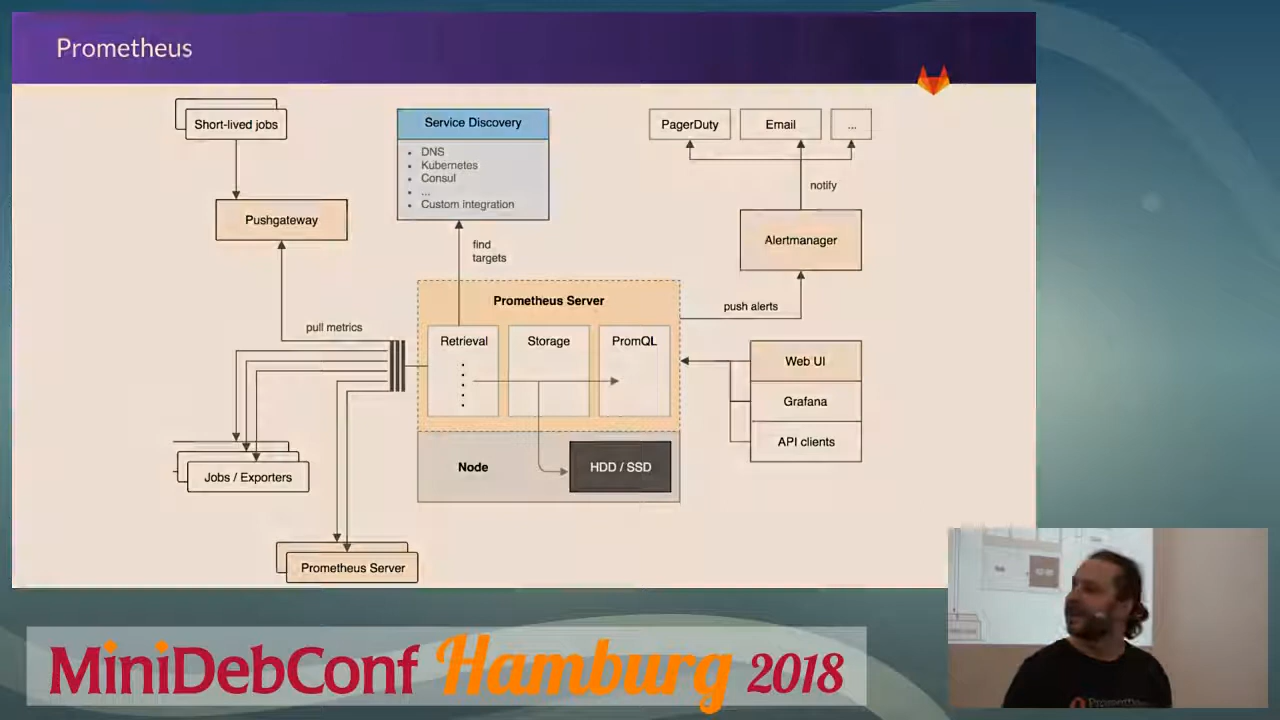 Prometheus
Short-lived jobs
Pushgateway
pull metrics
Jobs / Exporters
Prometheus Server
Service Discovery
• DNS
• Kubernetes
• Consul
• ...
• Custom integration
find
targets
Prometheus Server
Retrieval
Storage
PromQL
Node
HDD / SSD
PagerDuty
Email
...
notify
Alertmanager
push alerts
Web UI
Grafana
API clients
MiniDebConf Hamburg 2018